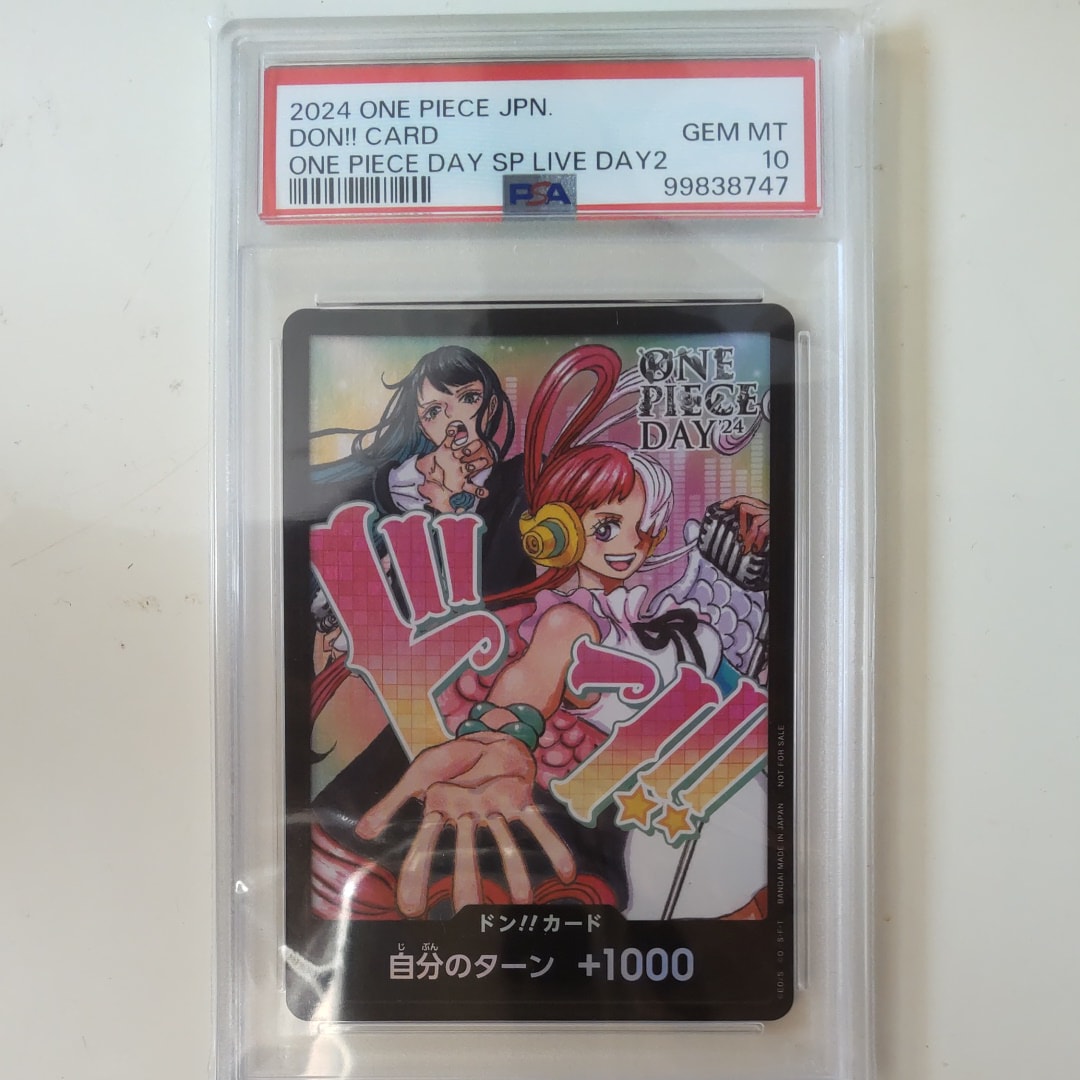 2024 ONE PIECE JPN.
DON!! CARD GEM MT
ONE PIECE DAY SP LIVE DAY2 10
PSA 99838747
ONE
PIECE
DAY'24
ドン!!
ドン!!カード
じ ぶん
自分のターン +1000
©EO/S ©O, S-F-T BANDAI MADE IN JAPAN NOT FOR SALE